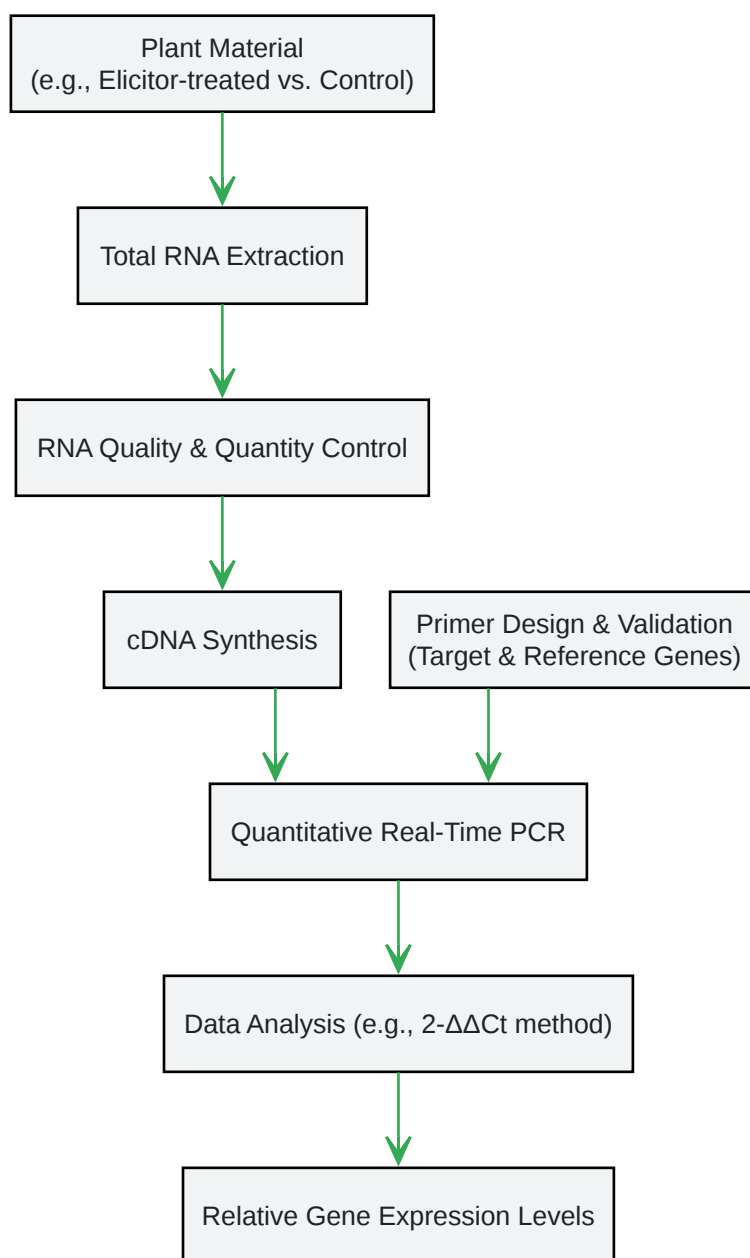 Plant Material
(e.g., Elicitor-treated vs. Control)
Total RNA Extraction
RNA Quality & Quantity Control
cDNA Synthesis
Primer Design & Validation
(Target & Reference Genes)
Quantitative Real-Time PCR
Data Analysis (e.g., 2-ΔΔCt method)
Relative Gene Expression Levels